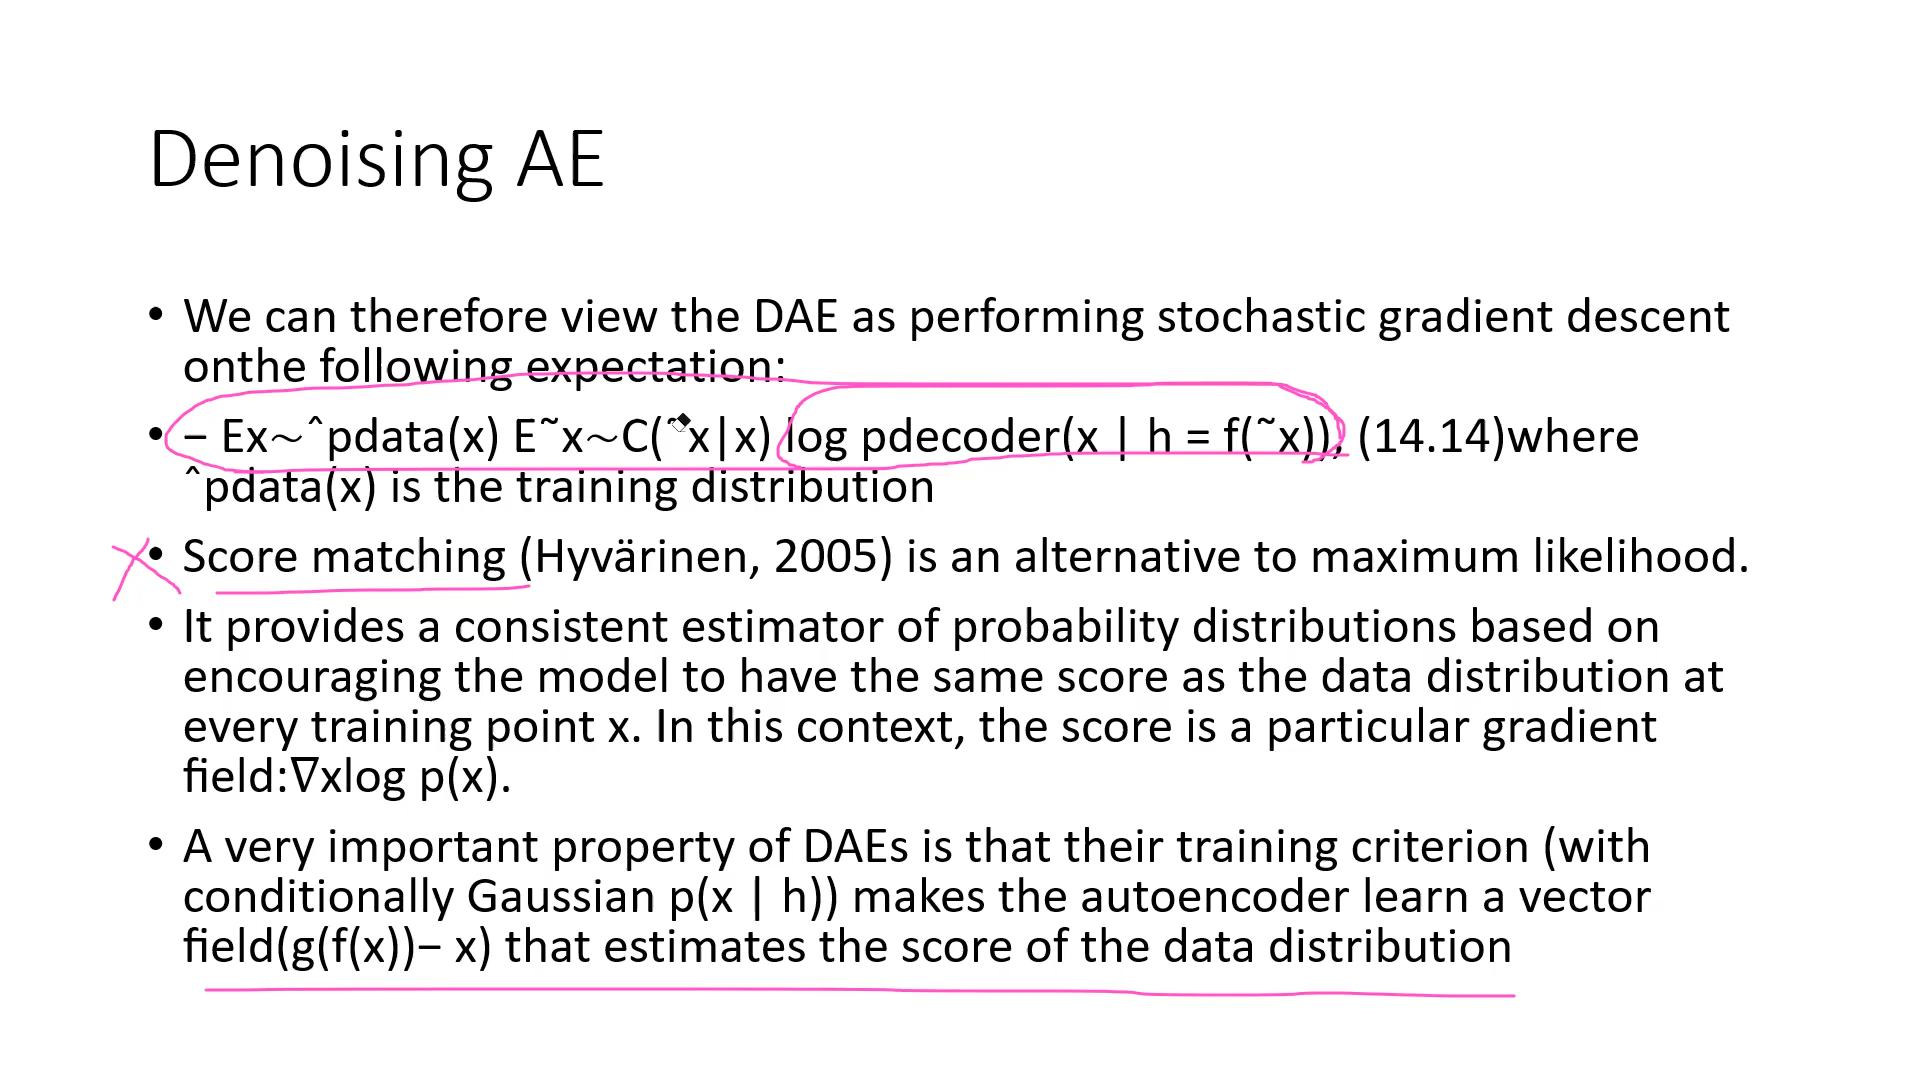 Denoising AE
• We can therefore view the DAE as performing stochastic gradient descent
onthe following expectation:
• – Ex∼ˆpdata(x) E˜x∼C(˜x|x) log pdecoder(x | h = f(˜x)), (14.14)where
ˆpdata(x) is the training distribution
• Score matching (Hyvärinen, 2005) is an alternative to maximum likelihood.
• It provides a consistent estimator of probability distributions based on
encouraging the model to have the same score as the data distribution at
every training point x. In this context, the score is a particular gradient
field:∇xlog p(x).
• A very important property of DAEs is that their training criterion (with
conditionally Gaussian p(x | h)) makes the autoencoder learn a vector
field(g(f(x))− x) that estimates the score of the data distribution